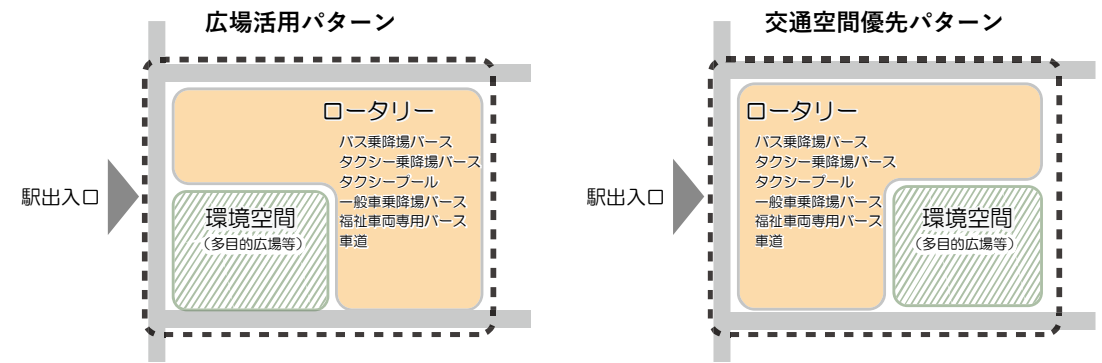 広場活用パターン
ロータリー
バス乗降場バース
タクシー乗降場バース
タクシープール
一般車乗降場バース
福祉車両専用バース
車道
駅出入口
環境空間
（多目的広場等）
交通空間優先パターン
ロータリー
バス乗降場バース
タクシー乗降場バース
タクシープール
一般車乗降場バース
福祉車両専用バース
車道
駅出入口
環境空間
（多目的広場等）